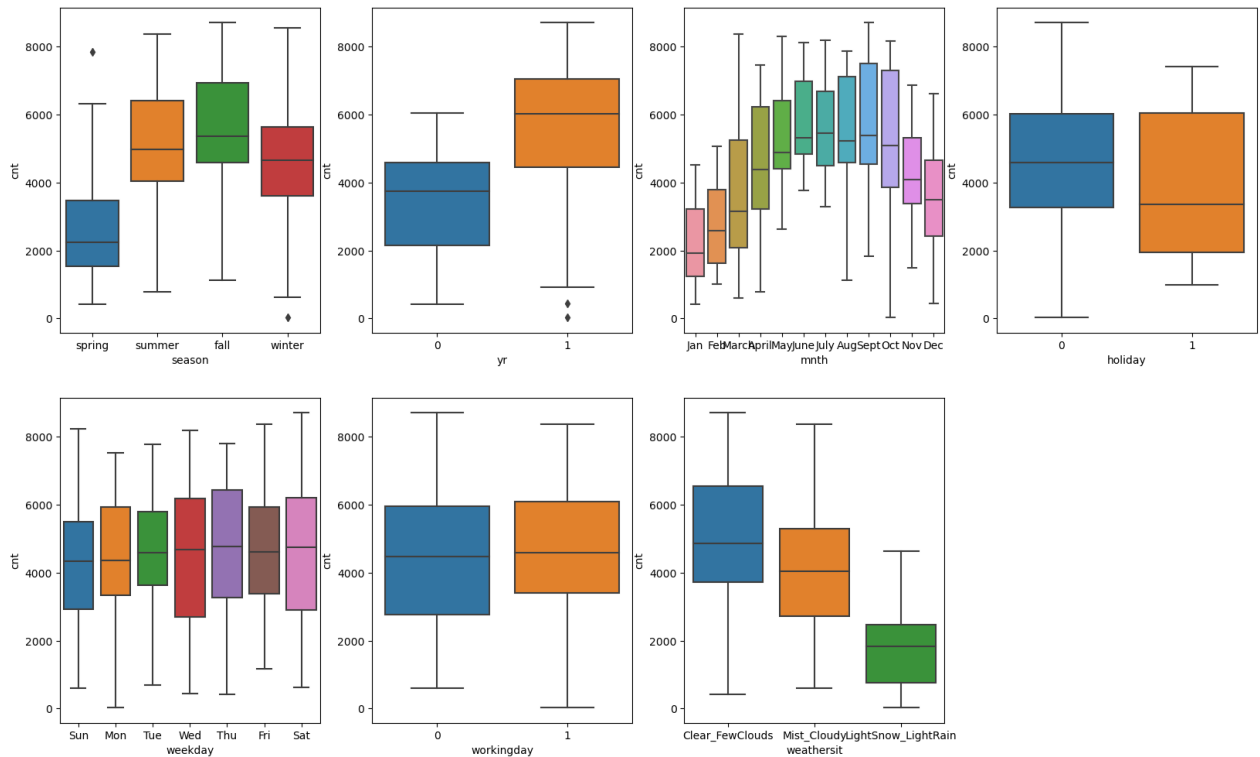 cnt
8000
6000
4000
2000
0
spring summer fall winter
season
cnt
8000
6000
4000
2000
0
0 1
yr
cnt
8000
6000
4000
2000
0
Jan Feb March April May June July Aug Sept Oct Nov Dec
mnth
cnt
8000
6000
4000
2000
0
0 1
holiday
cnt
8000
6000
4000
2000
0
Sun Mon Tue Wed Thu Fri Sat
weekday
cnt
8000
6000
4000
2000
0
0 1
workingday
cnt
8000
6000
4000
2000
0
Clear_FewClouds Mist_Cloudy LightSnow_LightRain
weathersit